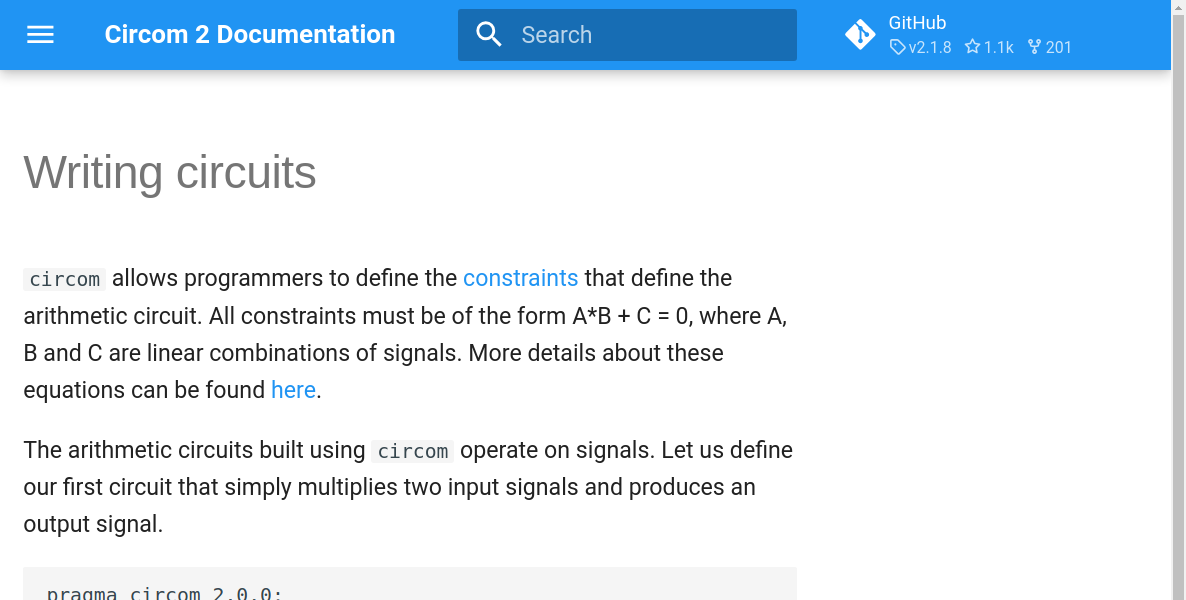 Circom 2 Documentation
Search
GitHub
v2.1.8 1.1k 201
Writing circuits
circom allows programmers to define the constraints that define the
arithmetic circuit. All constraints must be of the form A*B + C = 0, where A,
B and C are linear combinations of signals. More details about these
equations can be found here.
The arithmetic circuits built using circom operate on signals. Let us define
our first circuit that simply multiplies two input signals and produces an
output signal.
pragma circom 2.0.0;